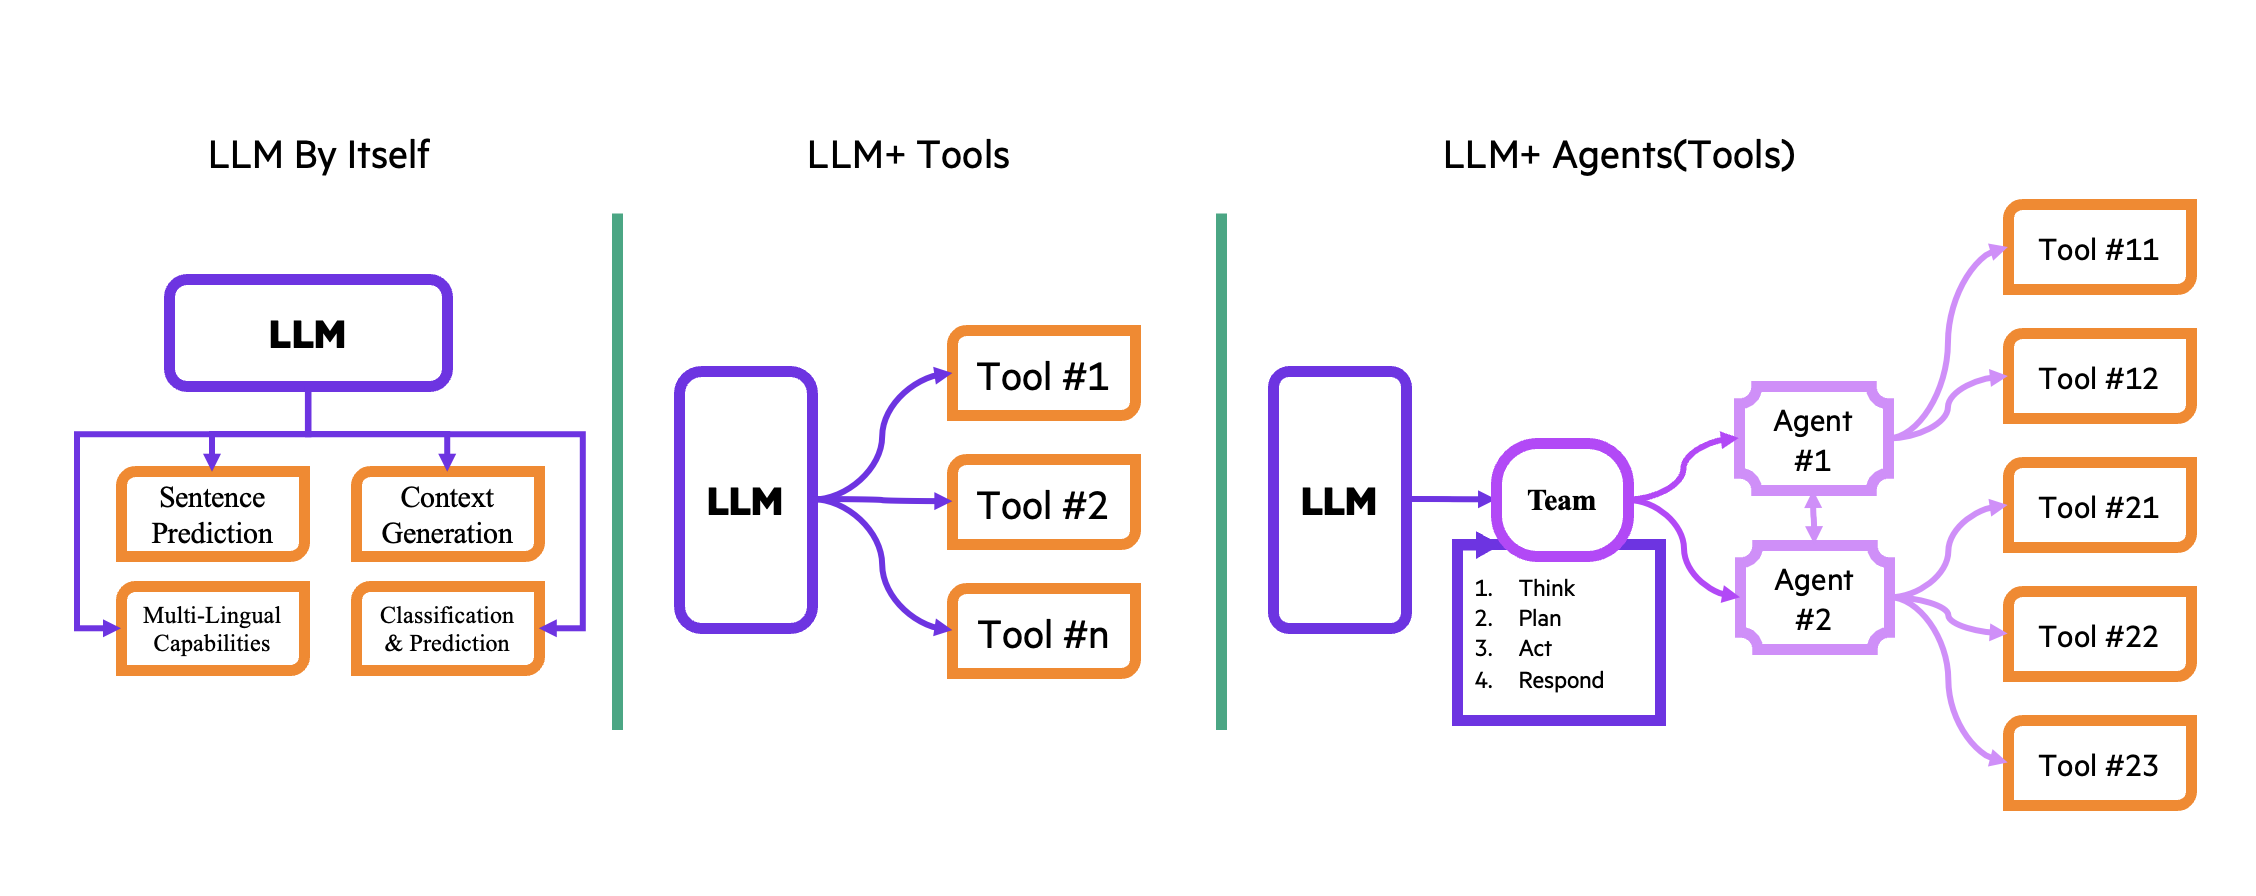 LLM By Itself
LLM
Sentence
Prediction
Context
Generation
Multi-Lingual
Capabilities
Classification
& Prediction
LLM+ Tools
LLM
Tool #1
Tool #2
Tool #n
LLM+ Agents(Tools)
LLM
Team
1. Think
2. Plan
3. Act
4. Respond
Agent
#1
Agent
#2
Tool #11
Tool #12
Tool #21
Tool #22
Tool #23